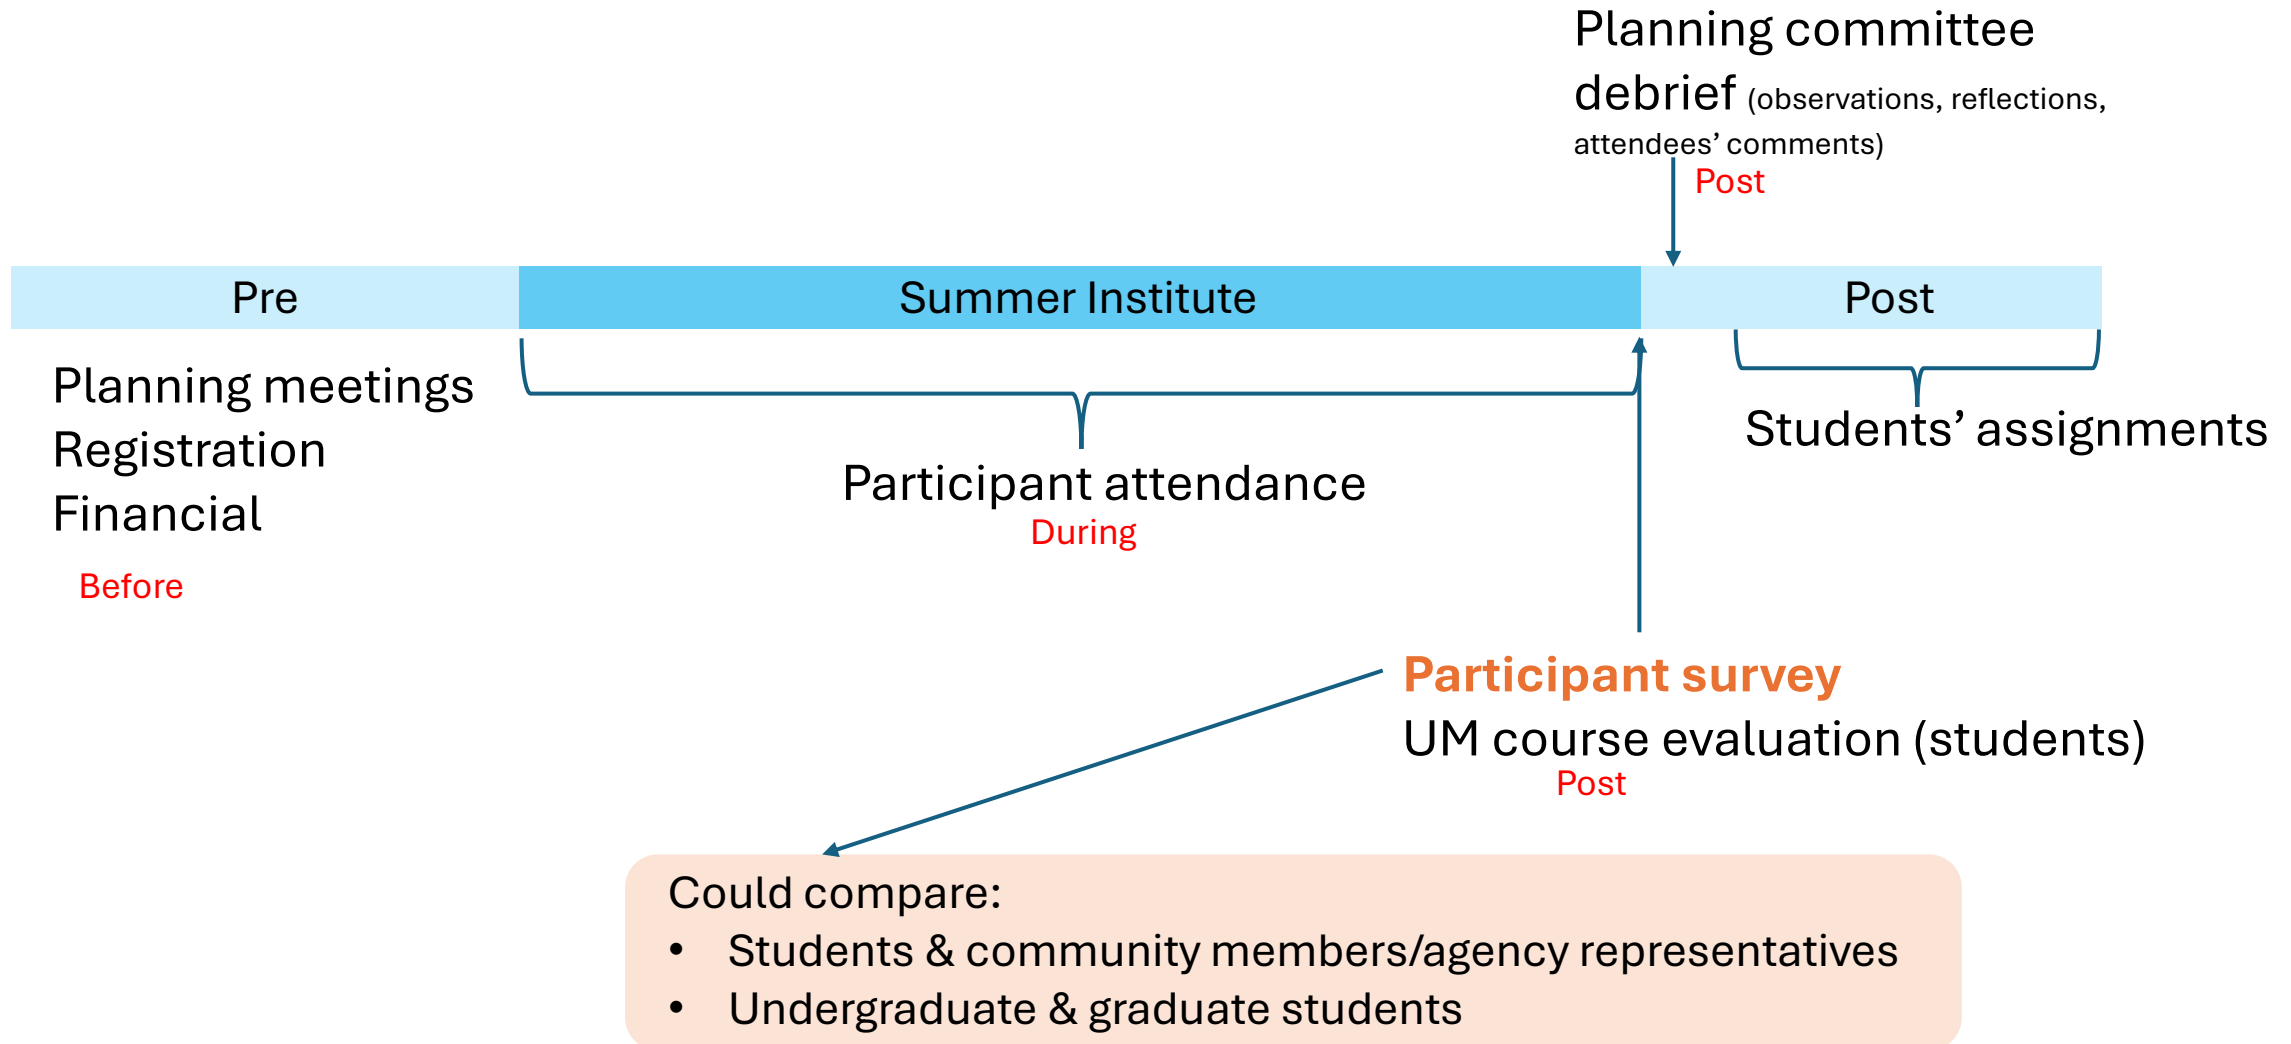 Planning committee
debrief (observations, reflections,
attendees’ comments)
Post
Pre
Summer Institute
Post
Planning meetings
Registration
Financial
Before
Participant attendance
During
Students’ assignments
Participant survey
UM course evaluation (students)
Post
Could compare:
• Students & community members/agency representatives
• Undergraduate & graduate students